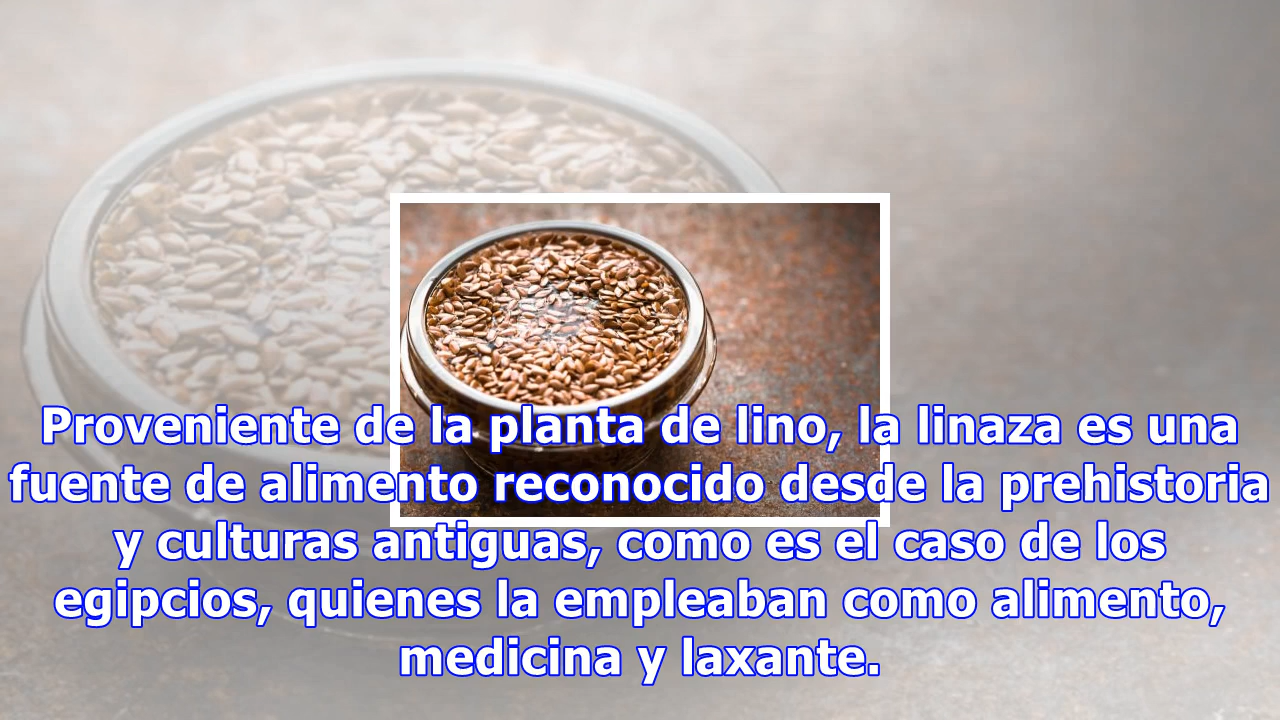 Proveniente de la planta de lino, la linaza es una
fuente de alimento reconocido desde la prehistoria
y culturas antiguas, como es el caso de los
egipcios, quienes la empleaban como alimento,
medicina y laxante.